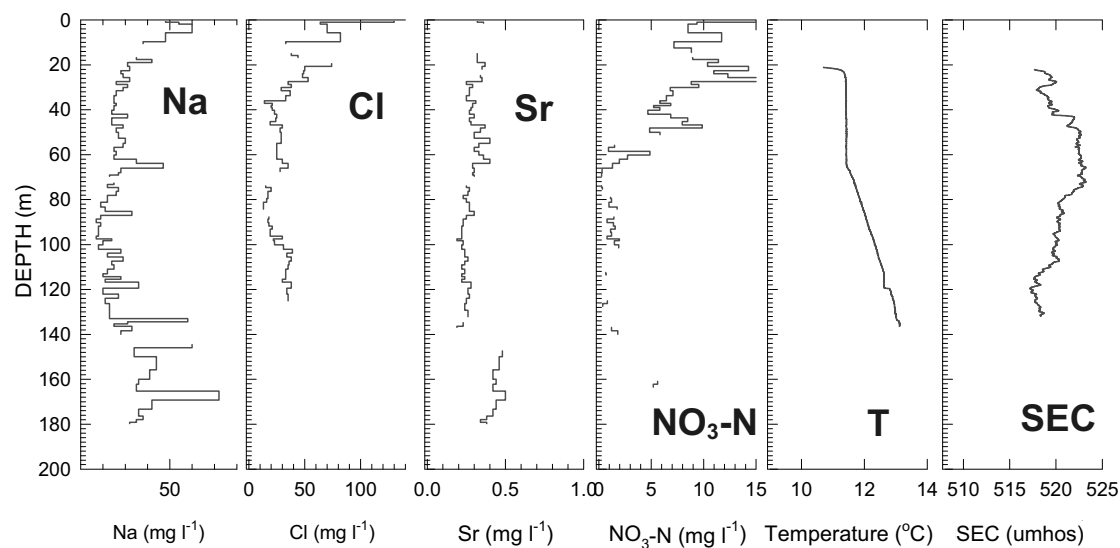 0
20
40
60
80
100
120
140
160
180
200
DEPTH (m)
Na
Cl
Sr
NO₃-N
T
SEC
50
0 50 100
0.0 0.5 1.0
0 5 10 15
10 12 14
510 515 520 525
Na (mg l⁻¹)
Cl (mg l⁻¹)
Sr (mg l⁻¹)
NO₃-N (mg l⁻¹)
Temperature (°C)
SEC (umhos)